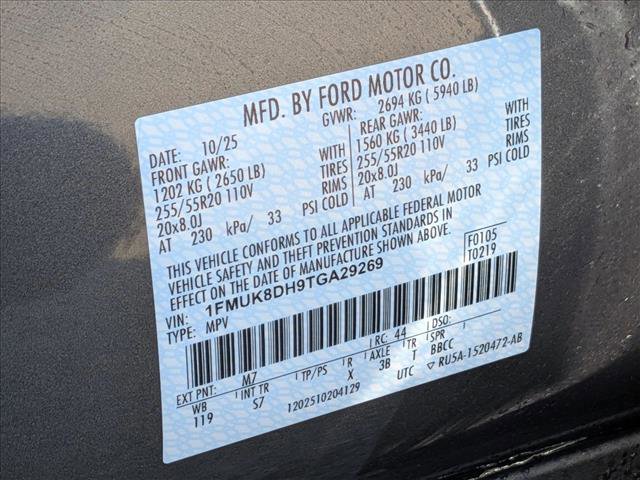 MFD. BY FORD MOTOR CO.
DATE: 10/25 GVWR: 2694 KG ( 5940 LB)
FRONT GAWR: REAR GAWR:
1202 KG ( 2650 LB) WITH 1560 KG ( 3440 LB) WITH
255/55R20 110V TIRES 255/55R20 110V TIRES
20x8.0J RIMS 20x8.0J RIMS
AT 230 kPa/ 33 PSI COLD AT 230 kPa/ 33 PSI COLD
THIS VEHICLE CONFORMS TO ALL APPLICABLE FEDERAL MOTOR
VEHICLE SAFETY AND THEFT PREVENTION STANDARDS IN
EFFECT ON THE DATE OF MANUFACTURE SHOWN ABOVE.
VIN: 1FMUK8DH9TGA29269 F0105
TYPE: MPV T0219
EXT PNT: M7 RC: 44 DSO:
WB INT TR TP/PS R AXLE TR SPR
119 S7 X 3B T BBCC
1202510204129 UTC ▽ RU5A-1520472-AB